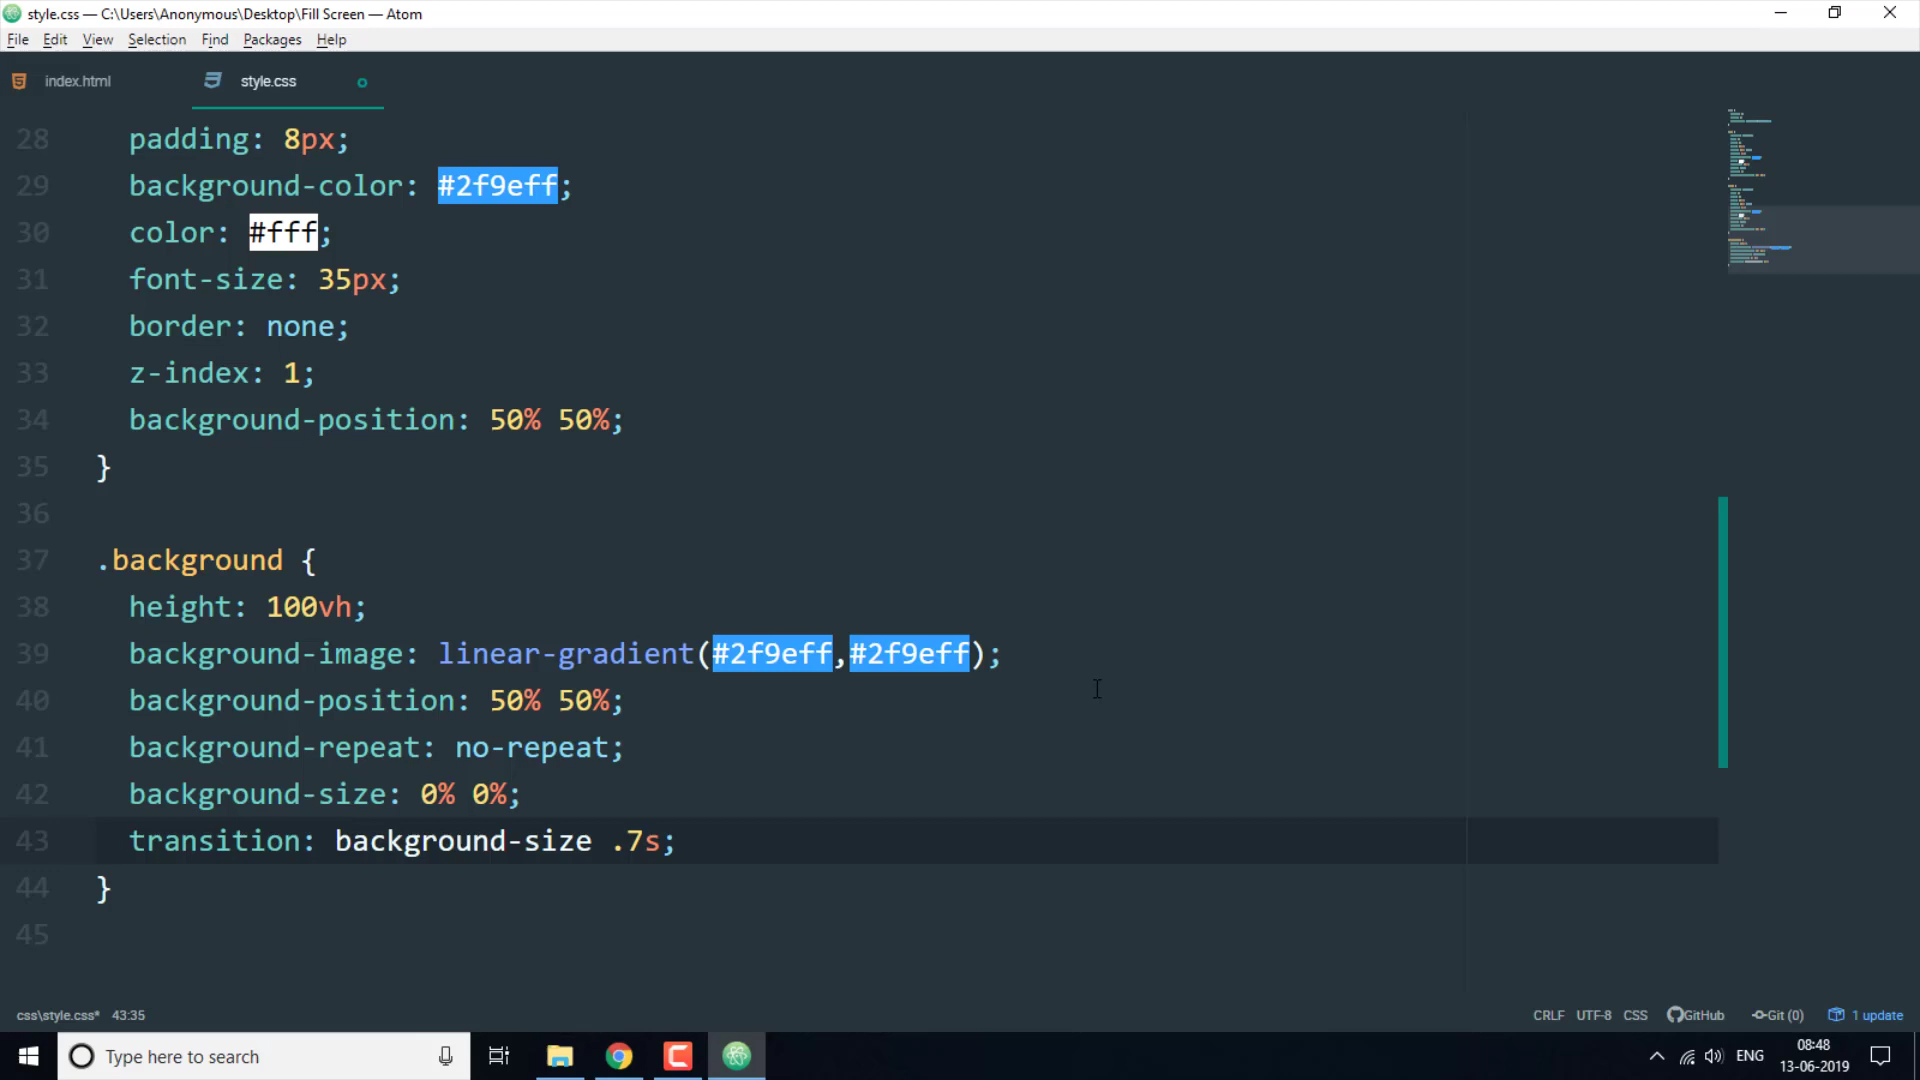 style.css — C:\Users\Anonymous\Desktop\Fill Screen — Atom
File Edit View Selection Find Packages Help
index.html style.css
28 padding: 8px;
29 background-color: #2f9eff;
30 color: #fff;
31 font-size: 35px;
32 border: none;
33 z-index: 1;
34 background-position: 50% 50%;
35 }
36
37 .background {
38 height: 100vh;
39 background-image: linear-gradient(#2f9eff,#2f9eff);
40 background-position: 50% 50%;
41 background-repeat: no-repeat;
42 background-size: 0% 0%;
43 transition: background-size .7s;
44 }
45
css\style.css* 43:35 CRLF UTF-8 CSS GitHub Git (0) 1 update
Type here to search ENG 08:48
13-06-2019